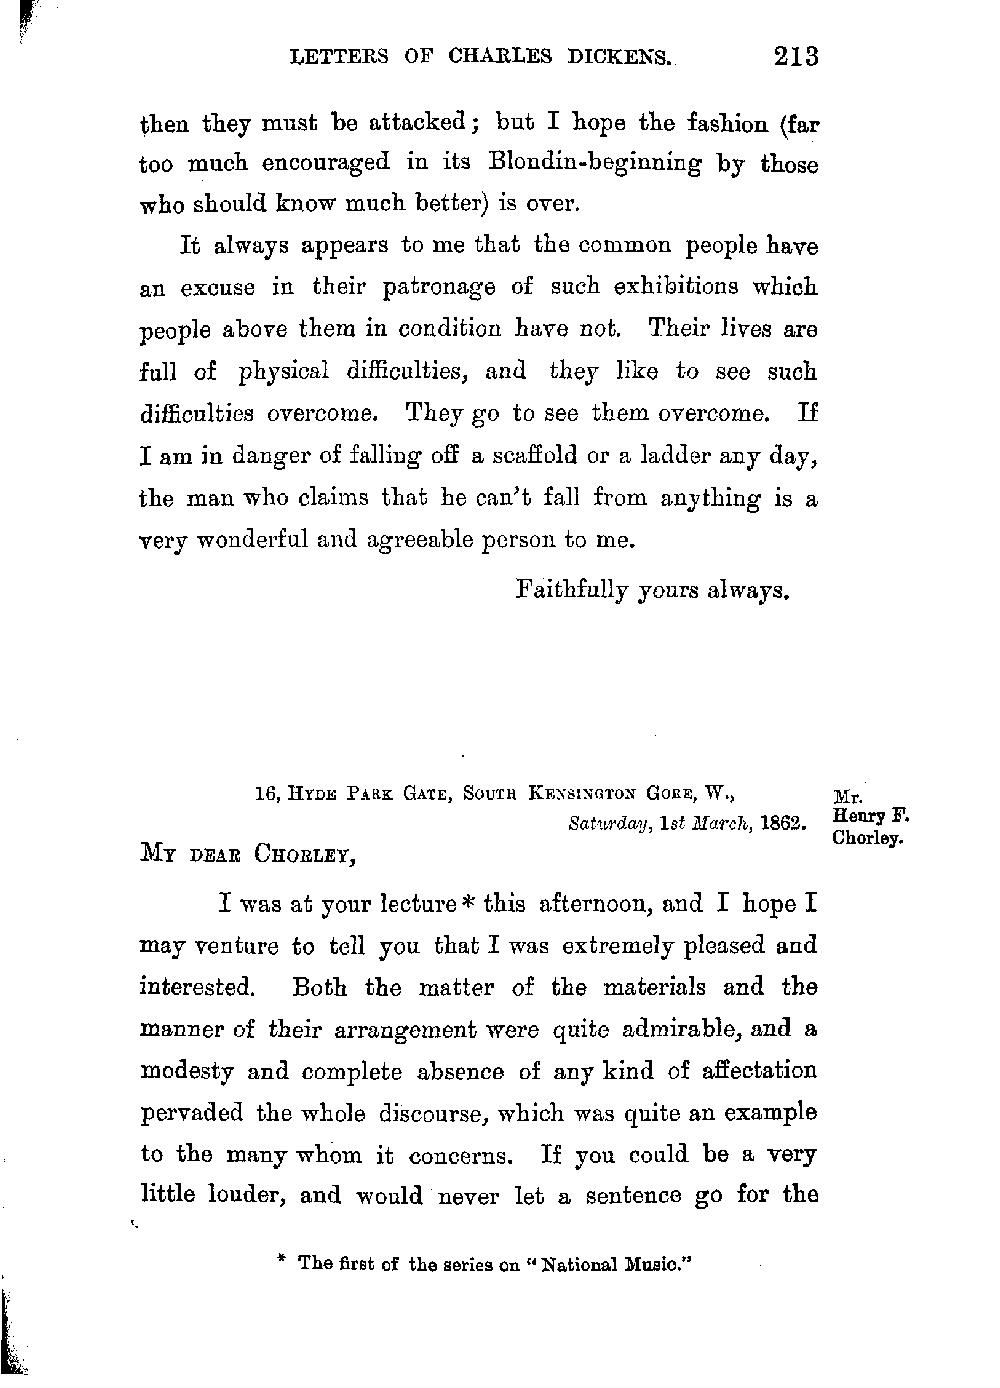 LETTERS OF CHARLES DICKENS. 213
then they must be attacked; but I hope the fashion (far
too much encouraged in its Blondin-beginning by those
who should know much better) is over.
It always appears to me that the common people have
an excuse in their patronage of such exhibitions which
people above them in condition have not. Their lives are
full of physical difficulties, and they like to see such
difficulties overcome. They go to see them overcome. If
I am in danger of falling off a scaffold or a ladder any day,
the man who claims that he can't fall from anything is a
very wonderful and agreeable person to me.
Faithfully yours always.
16, HYDE PARK GATE, SOUTH KENSINGTON GORE, W.,
Saturday, 1st March, 1862.
Mr.
Henry F.
Chorley.
MY DEAR CHORLEY,
I was at your lecture* this afternoon, and I hope I
may venture to tell you that I was extremely pleased and
interested. Both the matter of the materials and the
manner of their arrangement were quite admirable, and a
modesty and complete absence of any kind of affectation
pervaded the whole discourse, which was quite an example
to the many whom it concerns. If you could be a very
little louder, and would never let a sentence go for the
* The first of the series on "National Music."